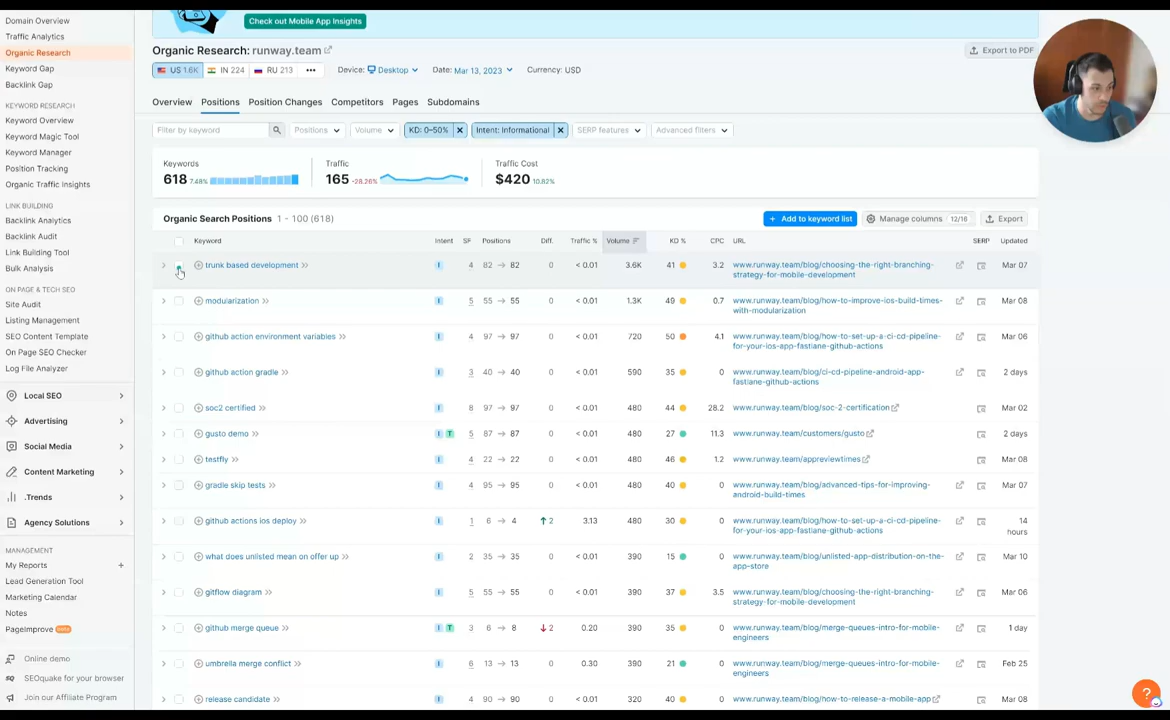 Domain Overview
Traffic Analytics
Organic Research
Keyword Gap
Backlink Gap
KEYWORD RESEARCH
Keyword Overview
Keyword Magic Tool
Keyword Manager
Position Tracking
Organic Traffic Insights
LINK BUILDING
Backlink Analytics
Backlink Audit
Link Building Tool
Bulk Analysis
ON PAGE & TECH SEO
Site Audit
Listing Management
SEO Content Template
On Page SEO Checker
Log File Analyzer
Local SEO
Advertising
Social Media
Content Marketing
.Trends
Agency Solutions
MANAGEMENT
My Reports +
Lead Generation Tool
Marketing Calendar
Notes
PageImprove beta
Online demo
SEOquake for your browser
Join our Affiliate Program
Check out Mobile App Insights
Organic Research: runway.team
Export to PDF
US 1.6K IN 224 RU 213 ••• Device: Desktop Date: Mar 13, 2023 Currency: USD
Overview Positions Position Changes Competitors Pages Subdomains
Filter by keyword Positions Volume KD: 0–50% Intent: Informational SERP features Advanced filters
Keywords Traffic Traffic Cost
618 7.48% 165 -28.26% $420 10.82%
Organic Search Positions 1 - 100 (618)
+ Add to keyword list Manage columns 12/16 Export
Keyword Intent SF Positions Diff. Traffic % Volume KD % CPC URL SERP Updated
trunk based development I 4 82 → 82 0 < 0.01 3.6K 41 3.2 www.runway.team/blog/choosing-the-right-branching- Mar 07
strategy-for-mobile-development
modularization I 5 55 → 55 0 < 0.01 1.3K 49 0.7 www.runway.team/blog/how-to-improve-ios-build-times- Mar 08
with-modularization
github action environment variables I 4 97 → 97 0 < 0.01 720 50 4.1 www.runway.team/blog/how-to-set-up-a-ci-cd-pipeline- Mar 06
for-your-ios-app-fastlane-github-actions
github action gradle I 3 40 → 40 0 < 0.01 590 35 0 www.runway.team/blog/ci-cd-pipeline-android-app- 2 days
fastlane-github-actions
soc2 certified I 8 97 → 97 0 < 0.01 480 44 28.2 www.runway.team/blog/soc-2-certification Mar 02
gusto demo I T 5 87 → 87 0 < 0.01 480 27 11.3 www.runway.team/customers/gusto 2 days
testfly I 4 22 → 22 0 < 0.01 480 46 1.2 www.runway.team/appreviewtimes Mar 08
gradle skip tests I 4 95 → 95 0 < 0.01 480 40 0 www.runway.team/blog/advanced-tips-for-improving- Mar 07
android-build-times
github actions ios deploy I 1 6 → 4 ↑ 2 3.13 480 30 0 www.runway.team/blog/how-to-set-up-a-ci-cd-pipeline- 14
for-your-ios-app-fastlane-github-actions hours
what does unlisted mean on offer up I 2 35 → 35 0 < 0.01 390 15 0 www.runway.team/blog/unlisted-app-distribution-on-the- Mar 10
app-store
gitflow diagram I 5 55 → 55 0 < 0.01 390 37 3.5 www.runway.team/blog/choosing-the-right-branching- Mar 06
strategy-for-mobile-development
github merge queue I T 3 6 → 8 ↓ 2 0.20 390 35 0 www.runway.team/blog/merge-queues-intro-for-mobile- 1 day
engineers
umbrella merge conflict I 6 13 → 13 0 0.30 390 21 0 www.runway.team/blog/merge-queues-intro-for-mobile- Feb 25
engineers
release candidate I 4 90 → 90 0 < 0.01 320 40 0 www.runway.team/blog/how-to-release-a-mobile-app Mar 08
?